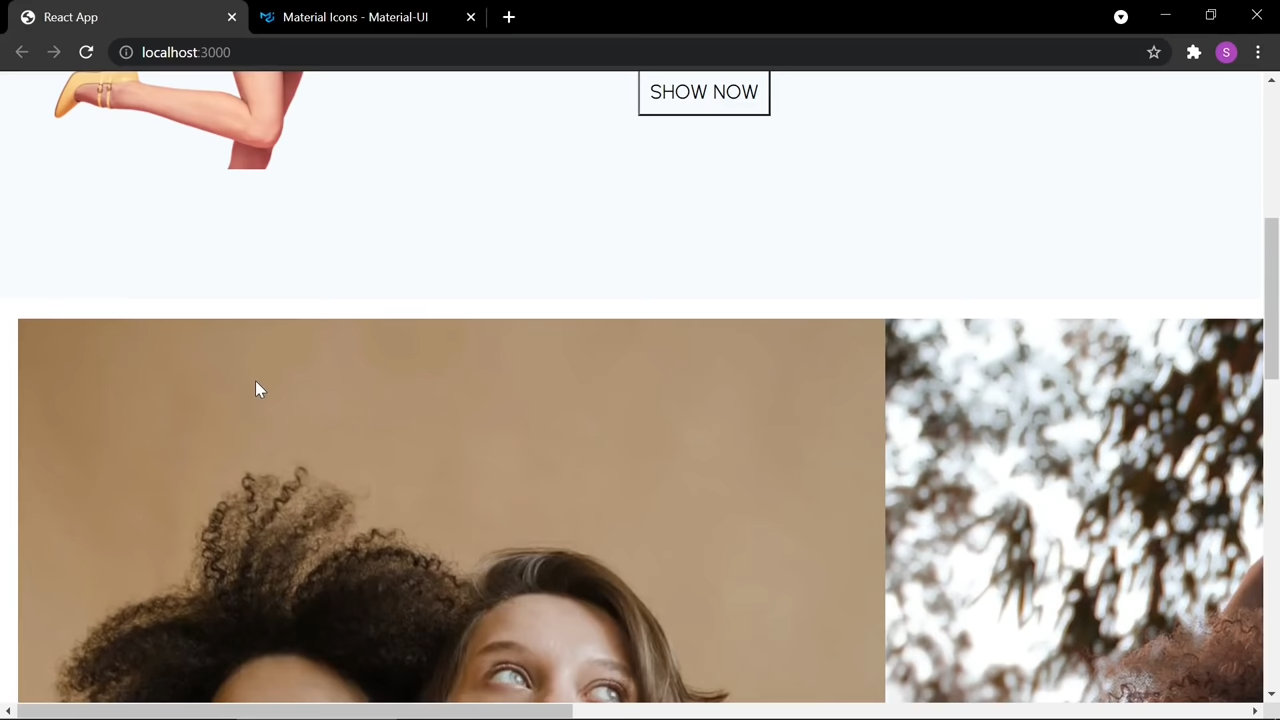 React App
Material Icons - Material-UI
localhost:3000
S
SHOW NOW